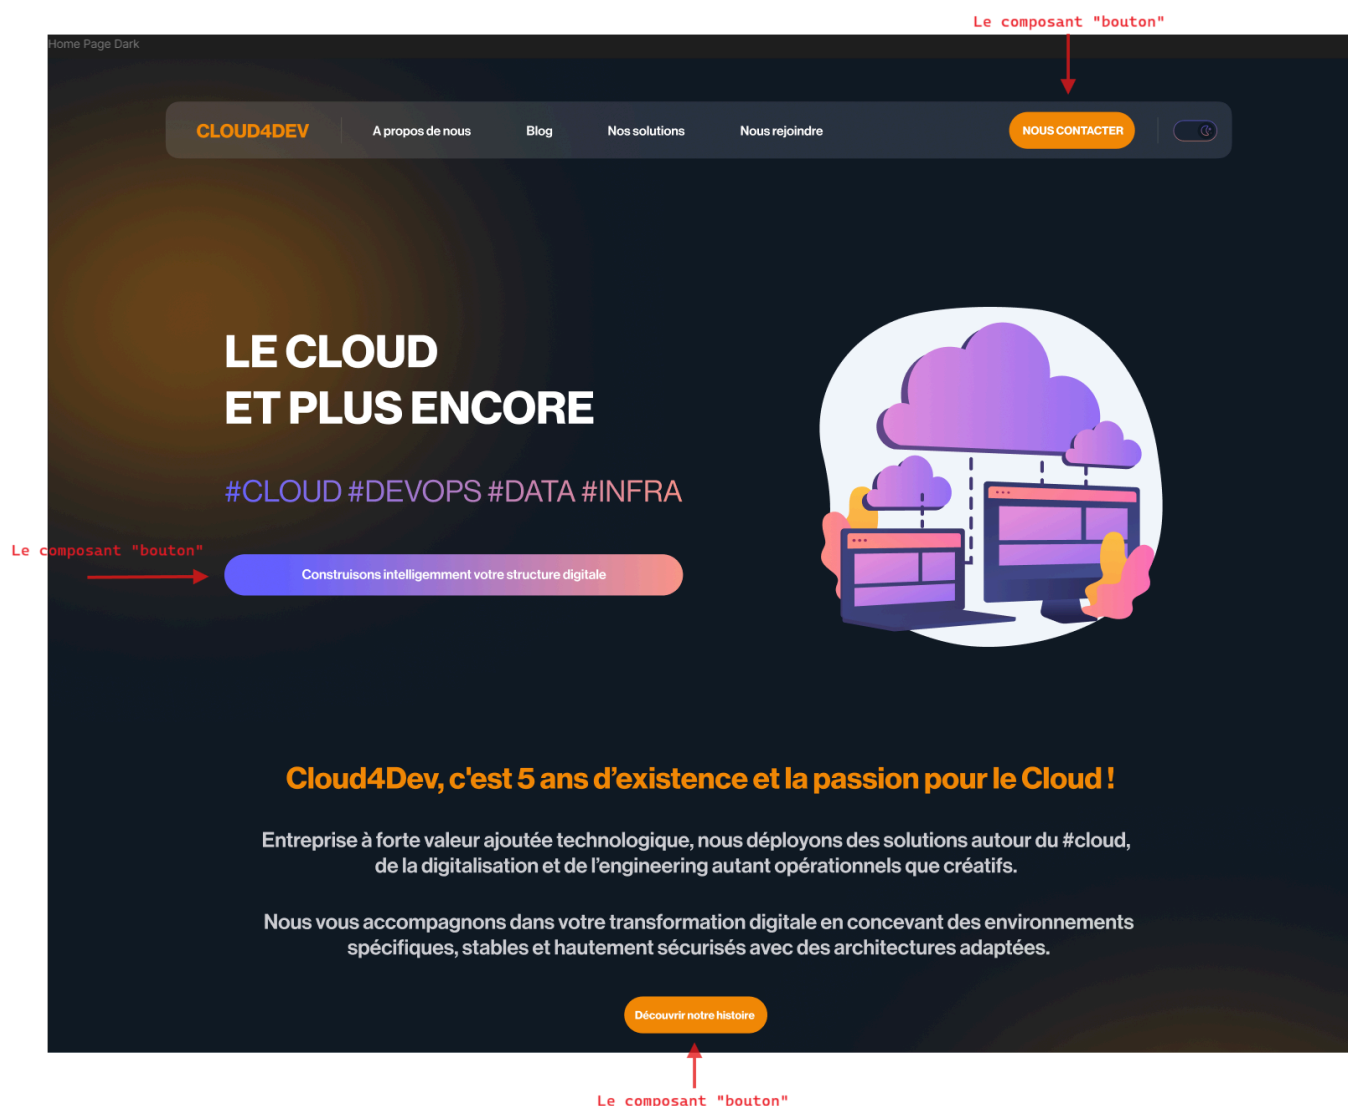 Le composant "bouton"
Home Page Dark
CLOUD4DEV
A propos de nous
Blog
Nos solutions
Nous rejoindre
NOUS CONTACTER
LE CLOUD
ET PLUS ENCORE
#CLOUD #DEVOPS #DATA #INFRA
Le composant "bouton"
Construisons intelligemment votre structure digitale
Cloud4Dev, c'est 5 ans d’existence et la passion pour le Cloud !
Entreprise à forte valeur ajoutée technologique, nous déployons des solutions autour du #cloud,
de la digitalisation et de l’engineering autant opérationnels que créatifs.
Nous vous accompagnons dans votre transformation digitale en concevant des environnements
spécifiques, stables et hautement sécurisés avec des architectures adaptées.
Découvrir notre histoire
Le composant "bouton"